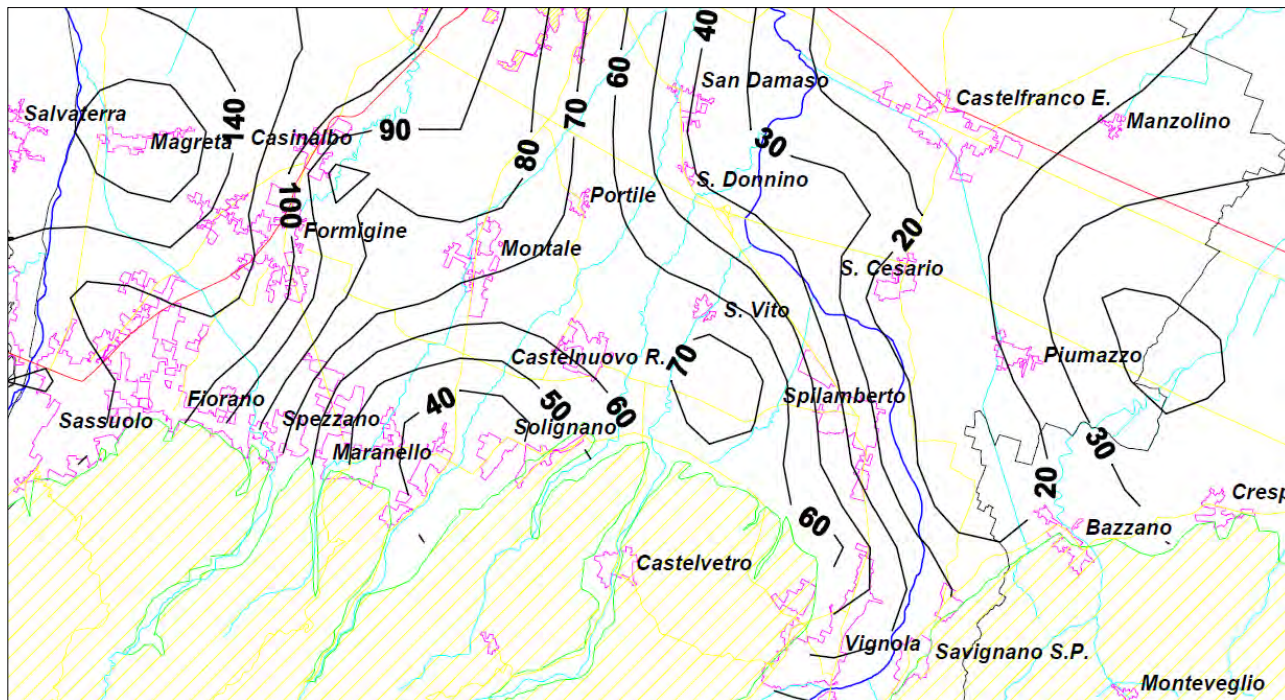 40
60
San Damaso
Castelfranco E.
Salvaterra
140
Magreta
Casinalbo
90
70
30
Manzolino
80
S. Donnino
Portile
100
Formigine
20
Montale
S. Cesario
S. Vito
Castelnuovo R.
70
Piumazzo
Fiorano
40
50
60
Spilamberto
Sassuolo
Spezzano
Solignano
Maranello
30
20
Cresp
60
Bazzano
Castelvetro
Vignola
Savignano S.P.
Monteveglio